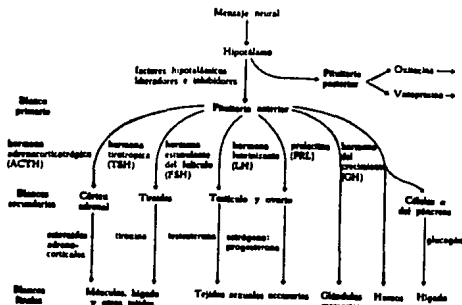 Mensaje neural
Hipotálamo
factores hipotalámicos
liberadores e inhibidores
Pituitaria
posterior
Oxitocina
Vasopresina
Blanco
primario
Pituitaria anterior
hormona
adrenocorticotrópica
(ACTH)
hormona
tirotrópica
(TSH)
hormona
estimulante
del folículo
(FSH)
hormona
luteinizante
(LH)
prolactina
(PRL)
hormona
del
crecimiento
(GH)
Blancos
secundarios
Córtex
adrenal
Tiroides
Testículo y ovario
Células α
del páncreas
esteroides
adreno-
corticales
tiroxina
testosterona
estrógeno:
progesterona
glucagón
Blancos
finales
Músculos, hígado
y otros tejidos
Tejidos sexuales accesorios
Glándulas
Huesos
Hígado